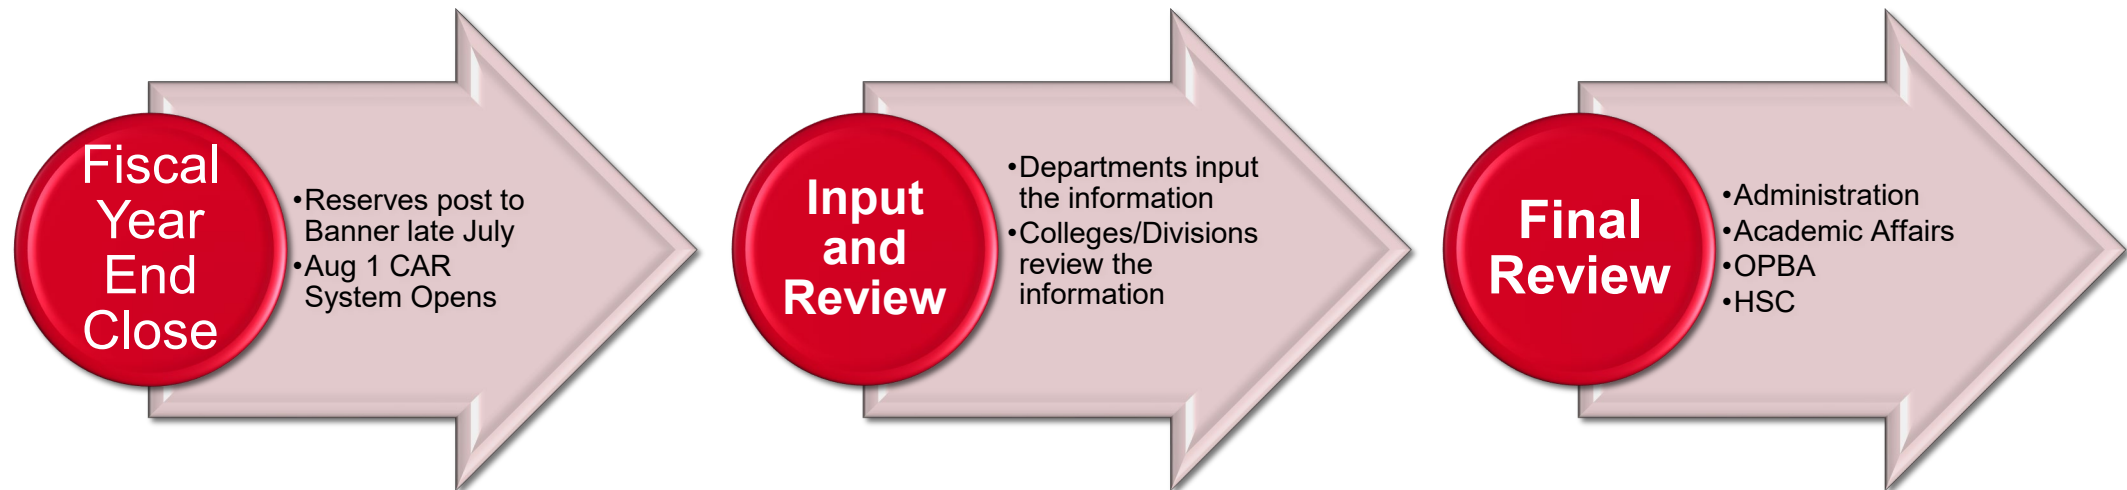 Fiscal
Year
End
Close
•Reserves post to
Banner late July
•Aug 1 CAR
System Opens
Input
and
Review
•Departments input
the information
•Colleges/Divisions
review the
information
Final
Review
•Administration
•Academic Affairs
•OPBA
•HSC